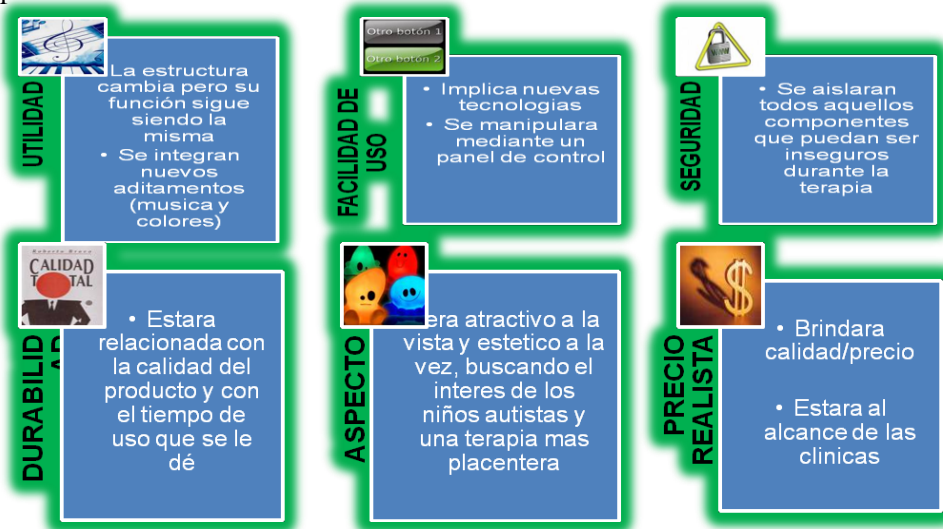 UTILIDAD
La estructura
cambia pero su
función sigue
siendo la
misma
• Se integran
nuevos
aditamentos
(musica y
colores)
Otro botón 1
Otro botón 2
FACILIDAD DE
USO
• Implica nuevas
tecnologias
• Se manipulara
mediante un
panel de control
SEGURIDAD
• Se aislaran
todos aquellos
componentes
que puedan ser
inseguros
durante la
terapia
CALIDAD
T TAL
DURABILID
• Estara
relacionada con
la calidad del
producto y con
el tiempo de
uso que se le
dé
ASPECTO
era atractivo a la
vista y estetico a la
vez, buscando el
interes de los
niños autistas y
una terapia mas
placentera
PRECIO
REALISTA
• Brindara
calidad/precio
• Estara al
alcance de las
clinicas